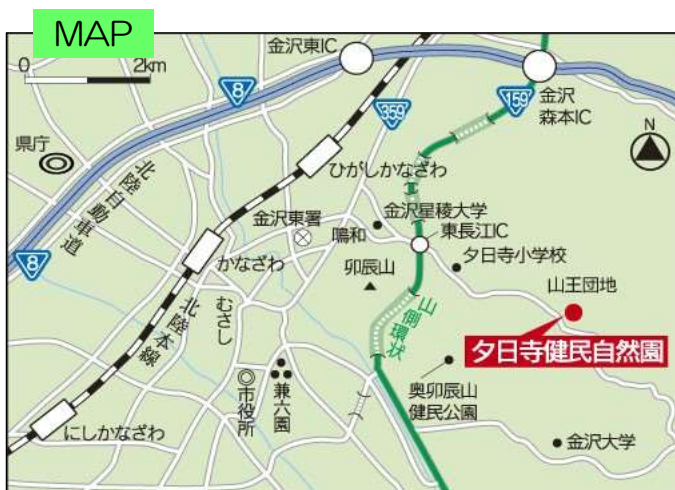 MAP
金沢東IC
0 2km
8
359
159
金沢
森本IC
N
県庁
北陸自動車道
ひがしかなざわ
金沢星稜大学
金沢東署
鳴和
東長江IC
夕日寺小学校
8
かなざわ
卯辰山
山王団地
むさし
北陸本線
山側環状
夕日寺健民自然園
市役所
兼六園
奥卯辰山
健民公園
にしかなざわ
金沢大学